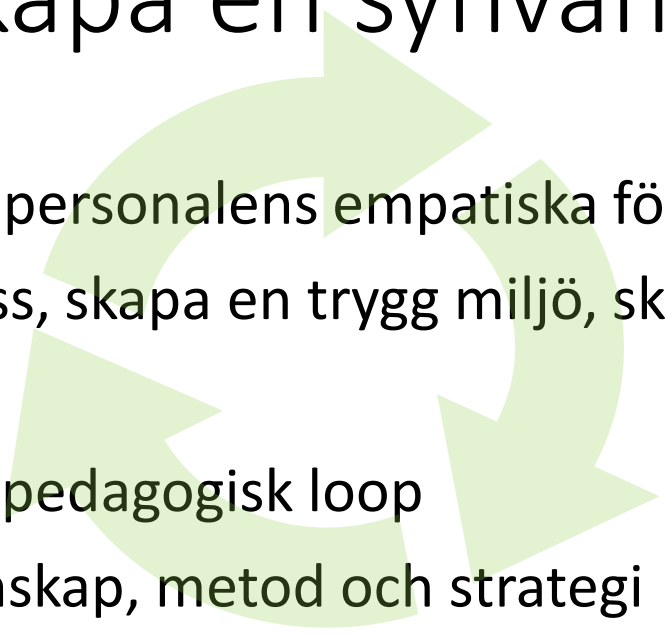 kapa en synvän
personalens empatiska fö
ss, skapa en trygg miljö, sk
pedagogisk loop
nskap, metod och strategi